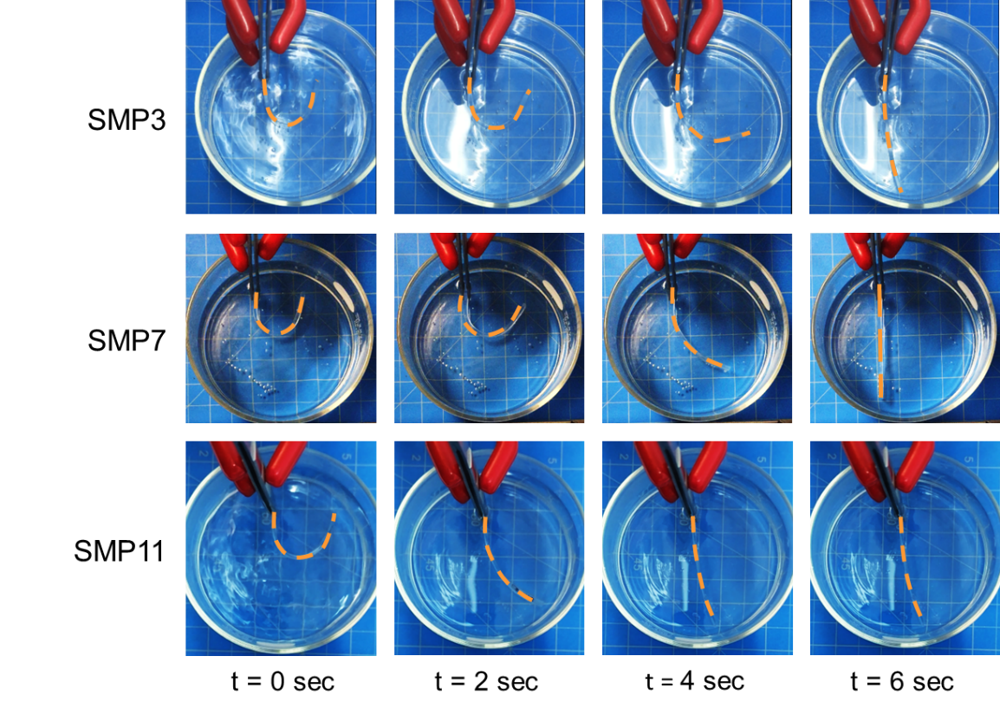 SMP3
SMP7
SMP11
t = 0 sec
t = 2 sec
t = 4 sec
t = 6 sec